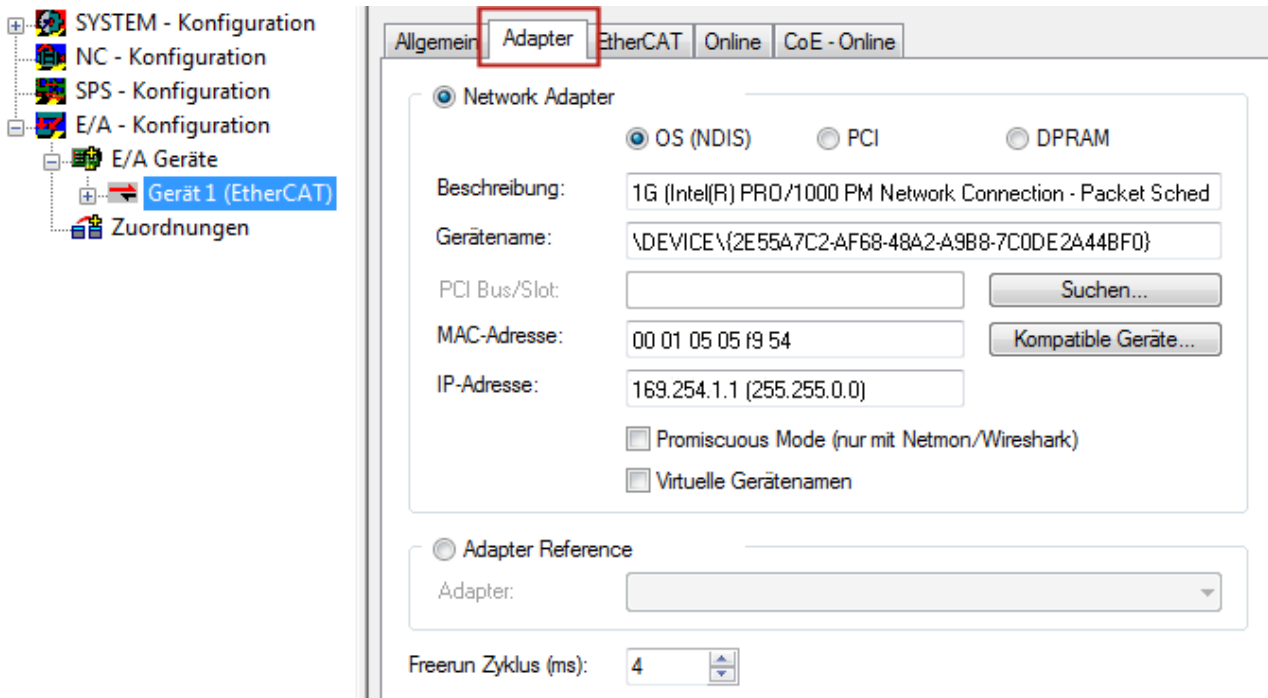 SYSTEM - Konfiguration
NC - Konfiguration
SPS - Konfiguration
E/A - Konfiguration
E/A Geräte
Gerät 1 (EtherCAT)
Zuordnungen
Allgemein Adapter EtherCAT Online CoE - Online
Network Adapter
OS (NDIS) PCI DPRAM
Beschreibung: 1G (Intel(R) PRO/1000 PM Network Connection - Packet Sched
Gerätename: \DEVICE\{2E55A7C2-AF68-48A2-A9B8-7C0DE2A44BF0}
PCI Bus/Slot: Suchen...
MAC-Adresse: 00 01 05 05 f9 54 Kompatible Geräte...
IP-Adresse: 169.254.1.1 (255.255.0.0)
Promiscuous Mode (nur mit Netmon/Wireshark)
Virtuelle Gerätenamen
Adapter Reference
Adapter:
Freerun Zyklus (ms): 4